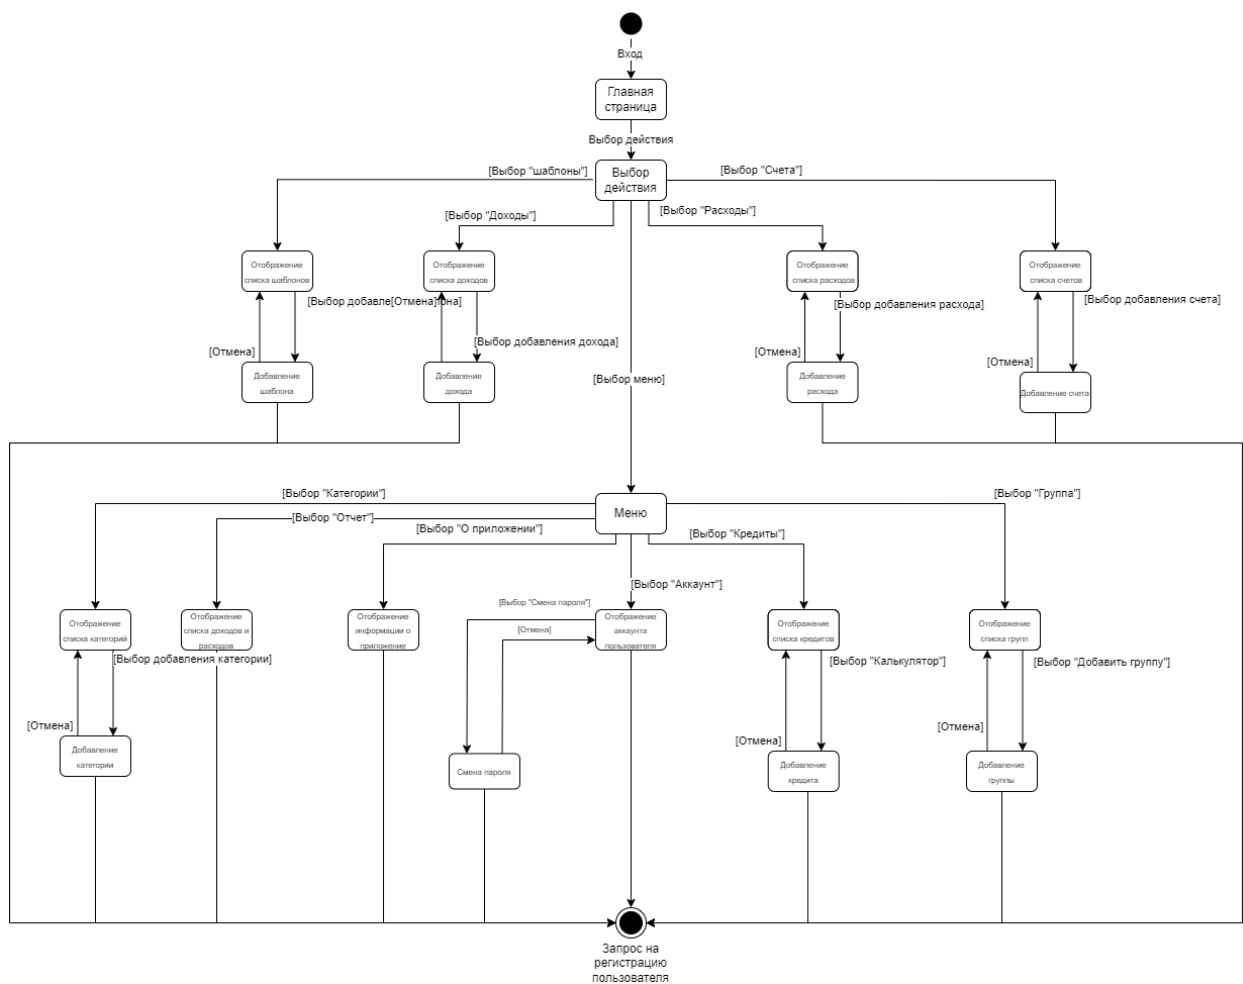 Вход
Главная
страница
Выбор действия
[Выбор "шаблоны"]
Выбор
действия
[Выбор "Счета"]
[Выбор "Доходы"]
[Выбор "Расходы"]
Отображение
списка шаблонов
Отображение
списка доходов
Отображение
списка расходов
Отображение
списка счетов
[Выбор добавле[Отмена]она]
[Выбор добавления расхода]
[Выбор добавления счета]
[Отмена]
[Выбор добавления дохода]
[Отмена]
[Отмена]
Добавление
шаблона
Добавление
дохода
[Выбор меню]
Добавление
расхода
Добавление счета
[Выбор "Категории"]
[Выбор "Группа"]
[Выбор "Отчет"]
Меню
[Выбор "О приложении"]
[Выбор "Кредиты"]
[Выбор "Аккаунт"]
[Выбор "Смена пароля"]
Отображение
списка категорий
Отображение
списка доходов и
расходов
Отображение
информации о
приложение
[Отмена]
Отображение
аккаунта
пользователя
Отображение
списка кредитов
Отображение
списка групп
[Выбор добавления категории]
[Выбор "Калькулятор"]
[Выбор "Добавить группу"]
[Отмена]
[Отмена]
[Отмена]
Добавление
категории
Смена пароля
Добавление
кредита
Добавление
группы
Запрос на
регистрацию
пользователя